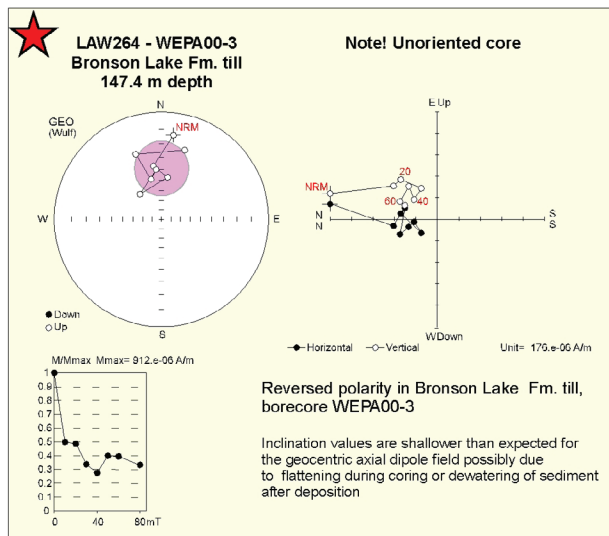 LAW264 - WEPA00-3
Bronson Lake Fm. till
147.4 m depth
Note! Unoriented core
GEO
(Wulf)
N
NRM
W
E
S
Down
Up
E Up
NRM
20
60
40
N
N
S
S
W Down
Horizontal
Vertical
Unit= 176.e-06 A/m
M/Mmax Mmax= 912.e-06 A/m
1
0.9
0.8
0.7
0.6
0.5
0.4
0.3
0.2
0.1
0
0
40
80mT
Reversed polarity in Bronson Lake Fm. till,
borecore WEPA00-3
Inclination values are shallower than expected for
the geocentric axial dipole field possibly due
to flattening during coring or dewatering of sediment
after deposition